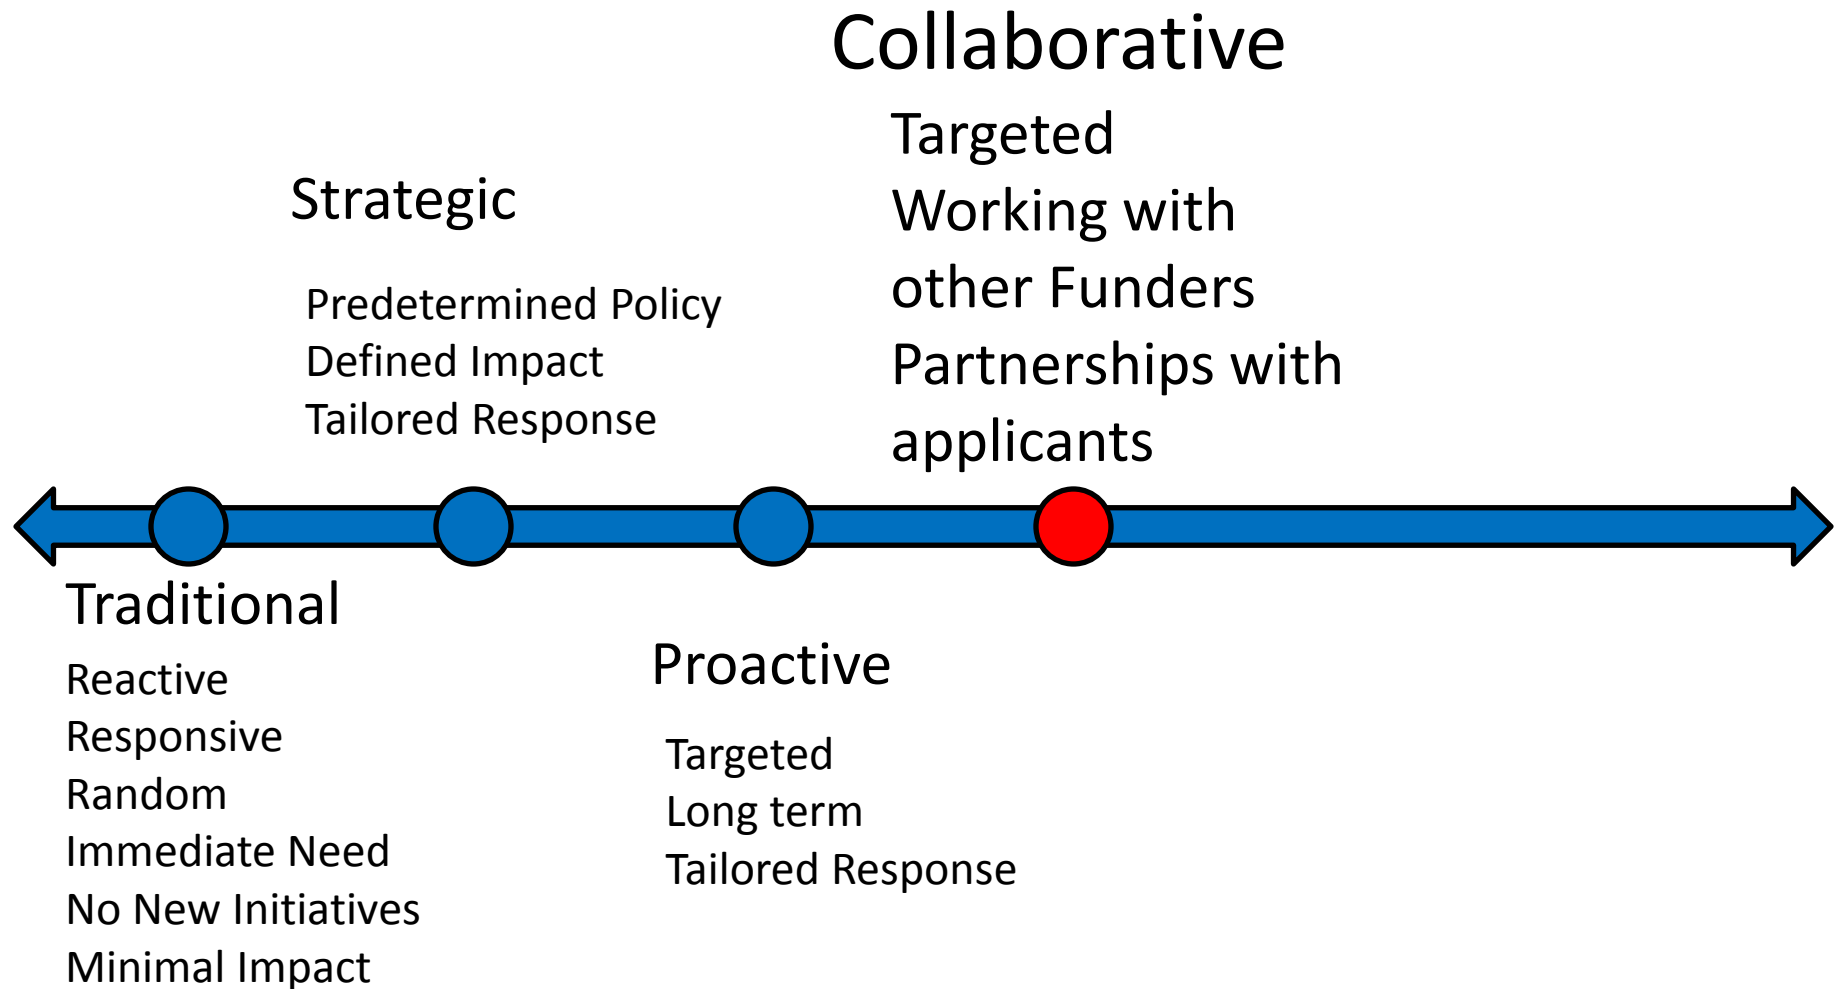 Collaborative
Targeted
Working with
other Funders
Partnerships with
applicants
Strategic
Predetermined Policy
Defined Impact
Tailored Response
Traditional
Reactive
Responsive
Random
Immediate Need
No New Initiatives
Minimal Impact
Proactive
Targeted
Long term
Tailored Response